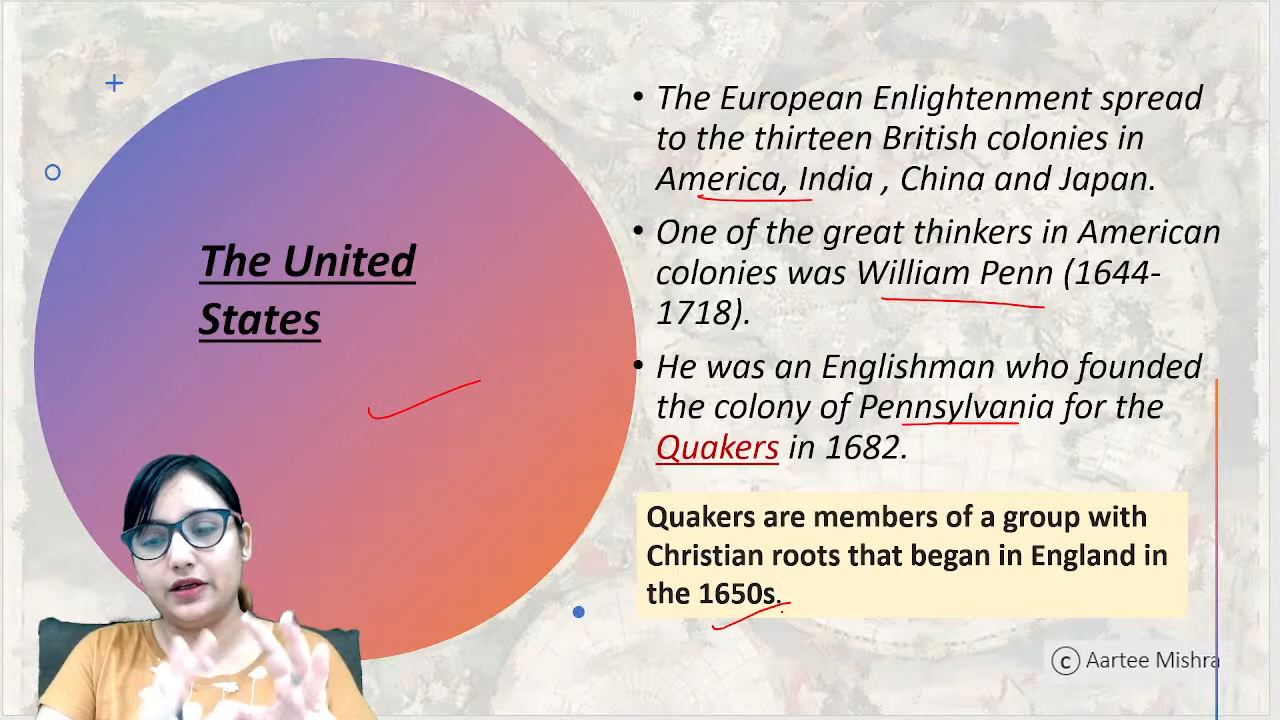 The United
States
• The European Enlightenment spread
to the thirteen British colonies in
America, India , China and Japan.
• One of the great thinkers in American
colonies was William Penn (1644-
1718).
• He was an Englishman who founded
the colony of Pennsylvania for the
Quakers in 1682.
Quakers are members of a group with
Christian roots that began in England in
the 1650s.
© Aartee Mishra